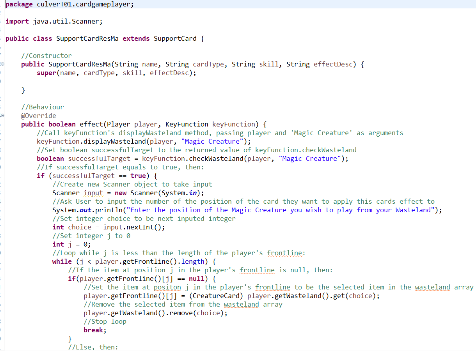 package culver101.cardgameplayer;
import java.util.Scanner;
public class SupportCardResMa extends SupportCard {
//Constructor
public SupportCardResMa(String name, String cardType, String skill, String effectDesc) {
super(name, cardType, skill, effectDesc);
}
//Behaviour
@Override
public boolean effect(Player player, KeyFunction keyFunction) {
//Call keyFunction's displayWasteland method, passing player and 'Magic Creature' as arguments
keyFunction.displayWasteland(player, "Magic Creature");
//Set boolean successfulTarget to the returned value of keyfunction.checkWasteland
boolean successfulTarget = keyFunction.checkWasteland(player, "Magic Creature");
//If successfulTarget equals to true, then:
if (successfulTarget == true) {
//Create new Scanner object to take input
Scanner input = new Scanner(System.in);
//Ask User to input the number of the position of the card they want to apply this cards effect to
System.out.println("Enter the position of the Magic Creature you wish to play from your Wasteland");
//Set integer choice to be next inputed integer
int choice = input.nextInt();
//Set integer j to 0
int j = 0;
//Loop while j is less than the length of the player's frontline:
while (j < player.getFrontline().length) {
//If the item at position j in the player's frontline is null, then:
if(player.getFrontline()[j] == null) {
//Set the item at positon j in the player's frontline to be the selected item in the wasteland array
player.getFrontline()[j] = (CreatureCard) player.getWasteland().get(choice);
//Remove the selected item from the wasteland array
player.getWasteland().remove(choice);
//Stop loop
break;
}
//Else, then: